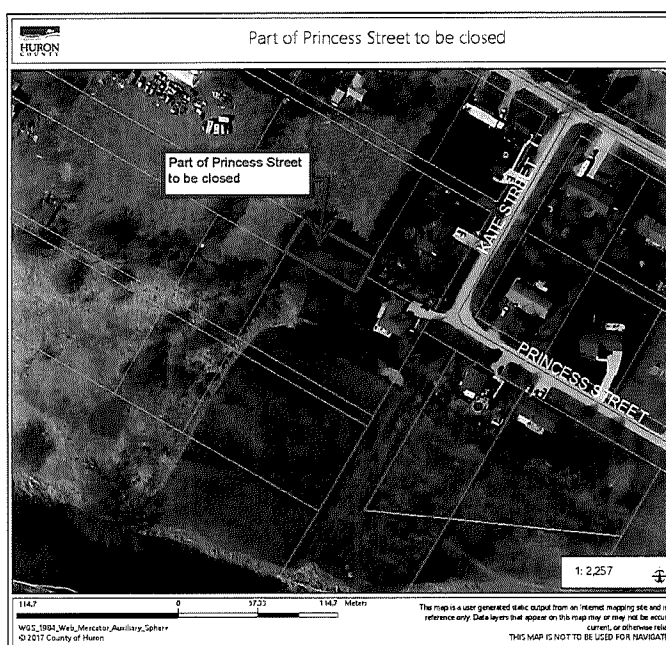 HURON
COUNTY
Part of Princess Street to be closed
Part of Princess Street
to be closed
KATE STREET
PRINCESS STREET
1: 2,257
114.7 0 57.33 114.7 Meters
WGS_1984_Web_Mercator_Auxiliary_Sphere
© 2017 County of Huron
This map is a user generated static output from an Internet mapping site and is
reference only. Data layers that appear on this map may or may not be accur
current, or otherwise relia
THIS MAP IS NOT TO BE USED FOR NAVIGATI